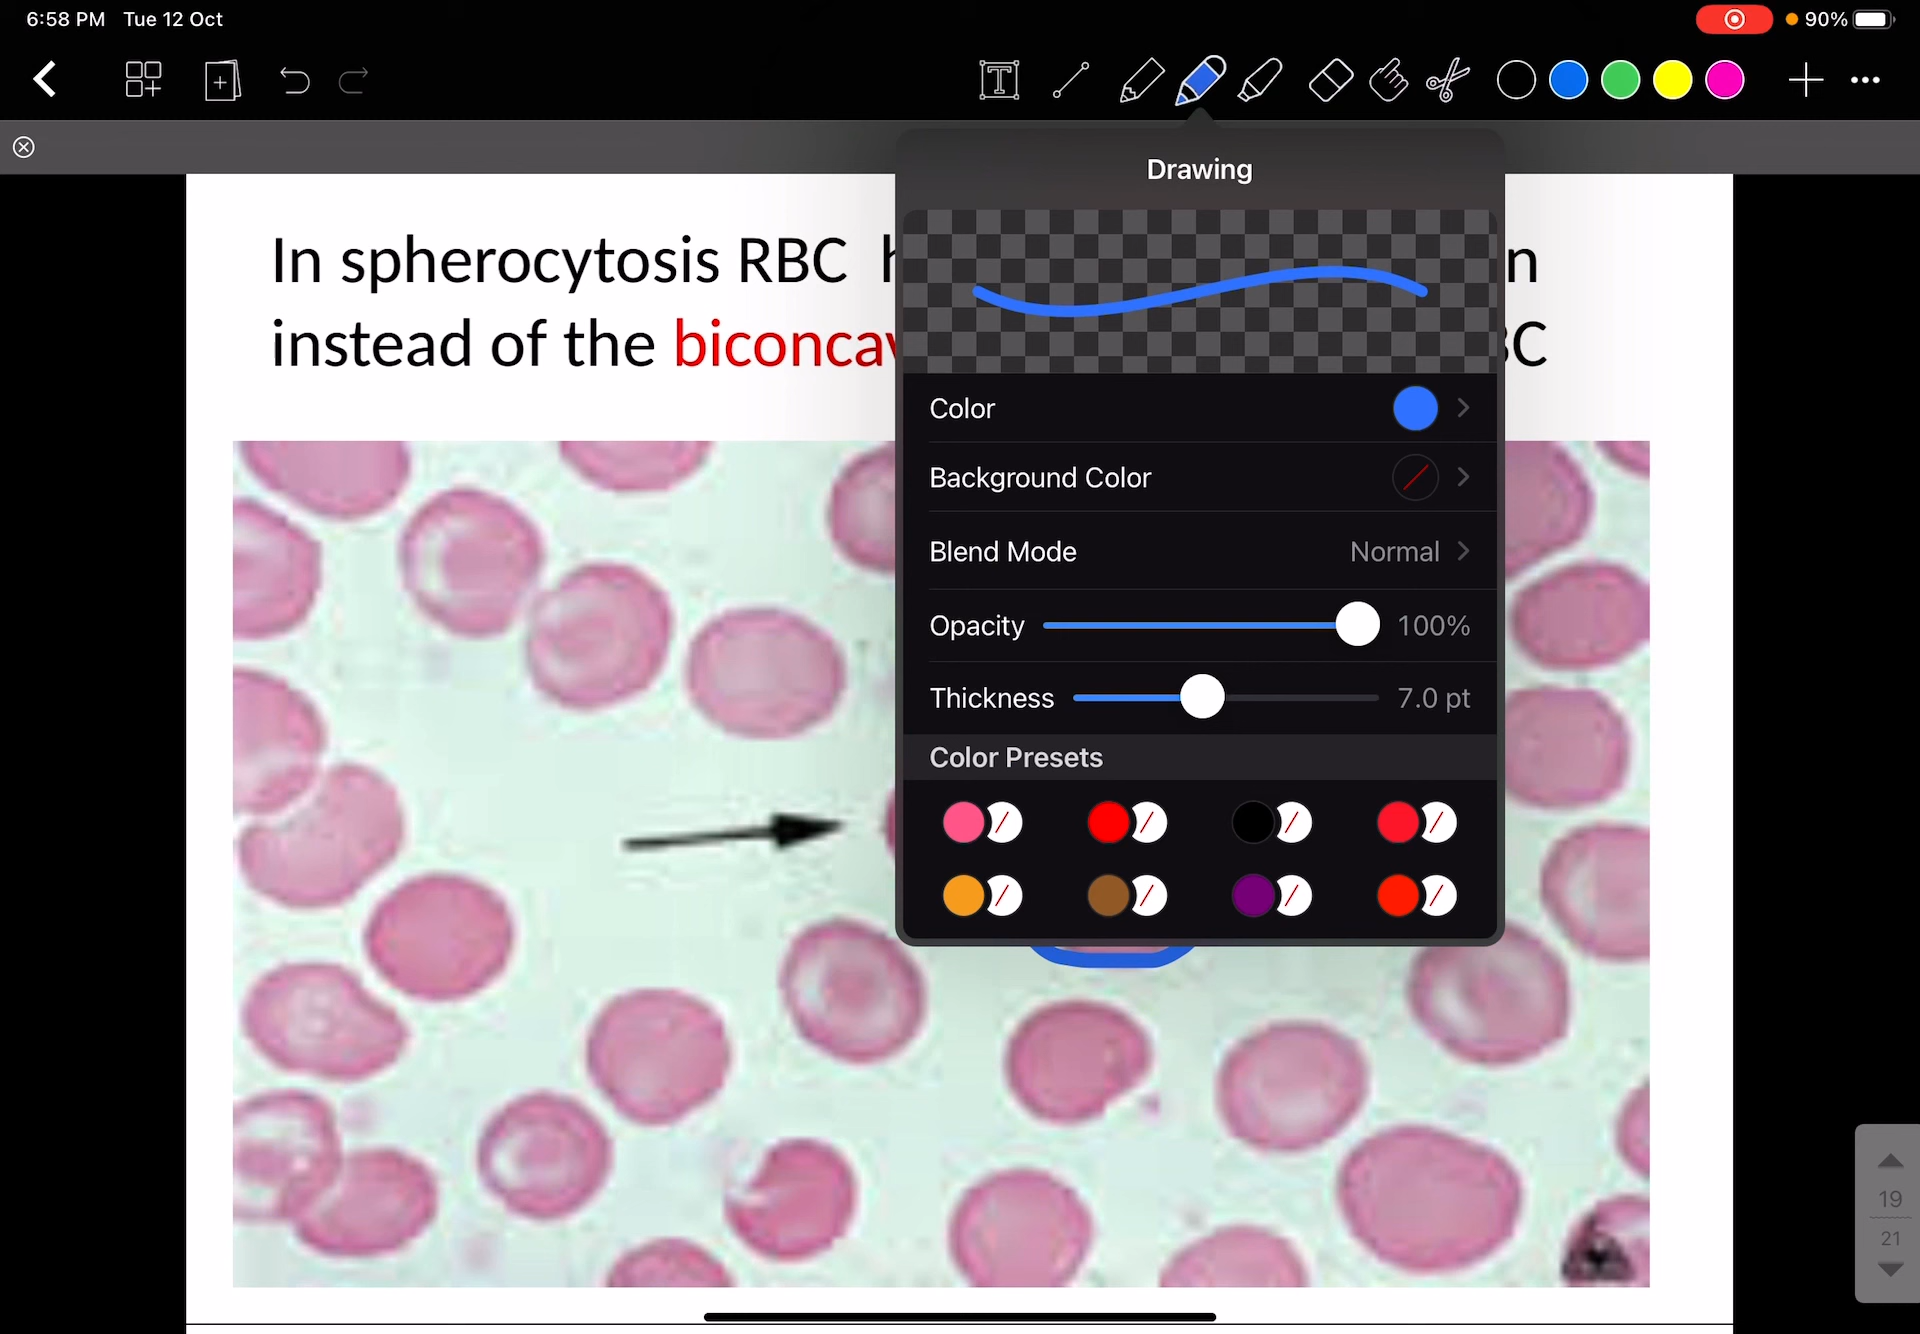 6:58 PM Tue 12 Oct
90%
Drawing
In spherocytosis RBC
instead of the
Color
Background Color
Blend Mode Normal
Opacity 100%
Thickness 7.0 pt
Color Presets
19
21